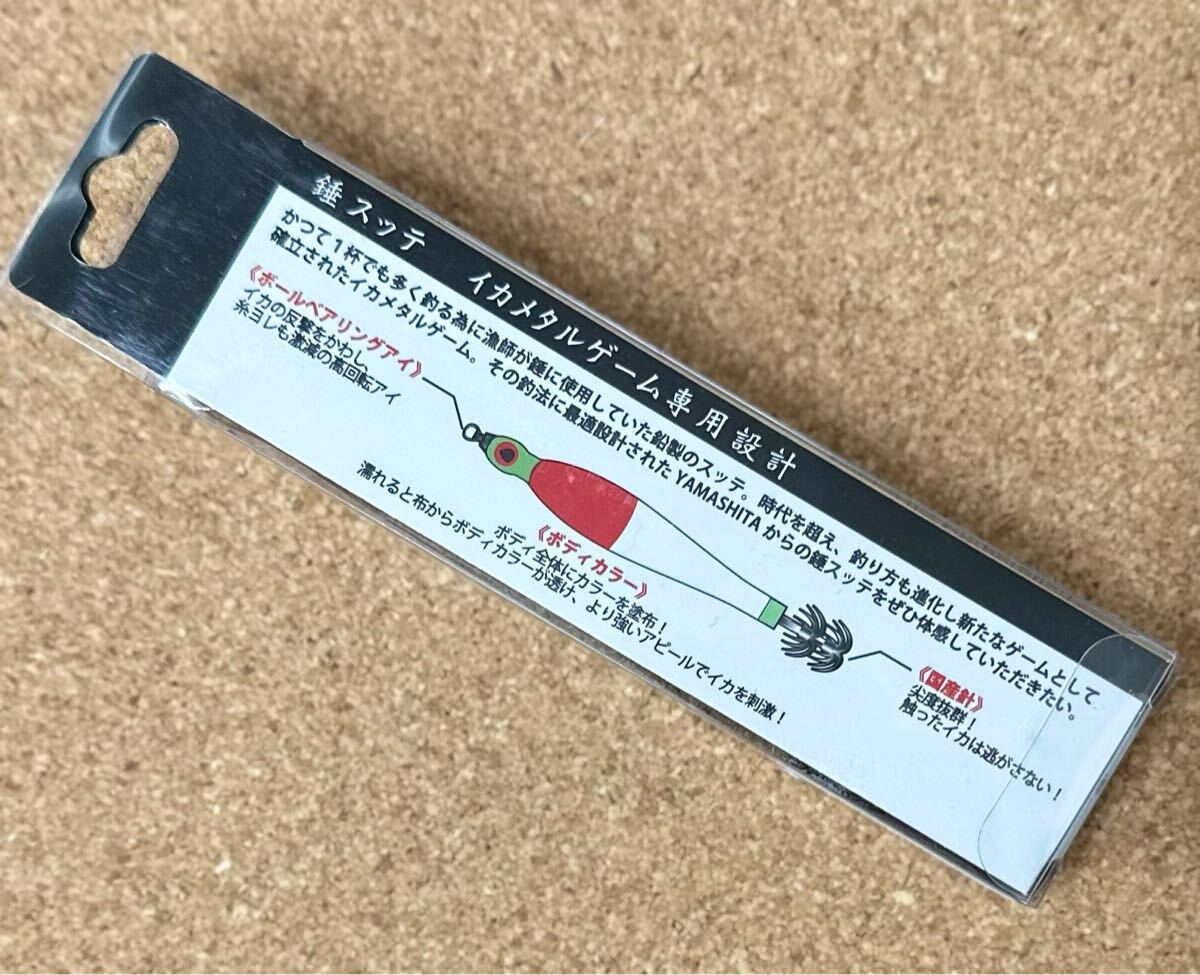 錘スッテ イカメタルゲーム専用設計
かつて1杯でも多く釣る為に漁師が錘に使用していた鉛製のスッテ。時代を超え、釣り方も進化し新たなゲームとして
確立されたイカメタルゲーム。その釣法に最適設計されたYAMASHITAからの錘スッテをぜひ体感していただきたい。
《ボールベアリングアイ》
イカの反撃をかわし、
糸ヨレも激減の高回転アイ
《ボディカラー》
ボディ全体にカラーを塗布!
濡れると布からボディカラーが透け、より強いアピールでイカを刺激!
《国産針》
尖度抜群!
触ったイカは逃がさない!